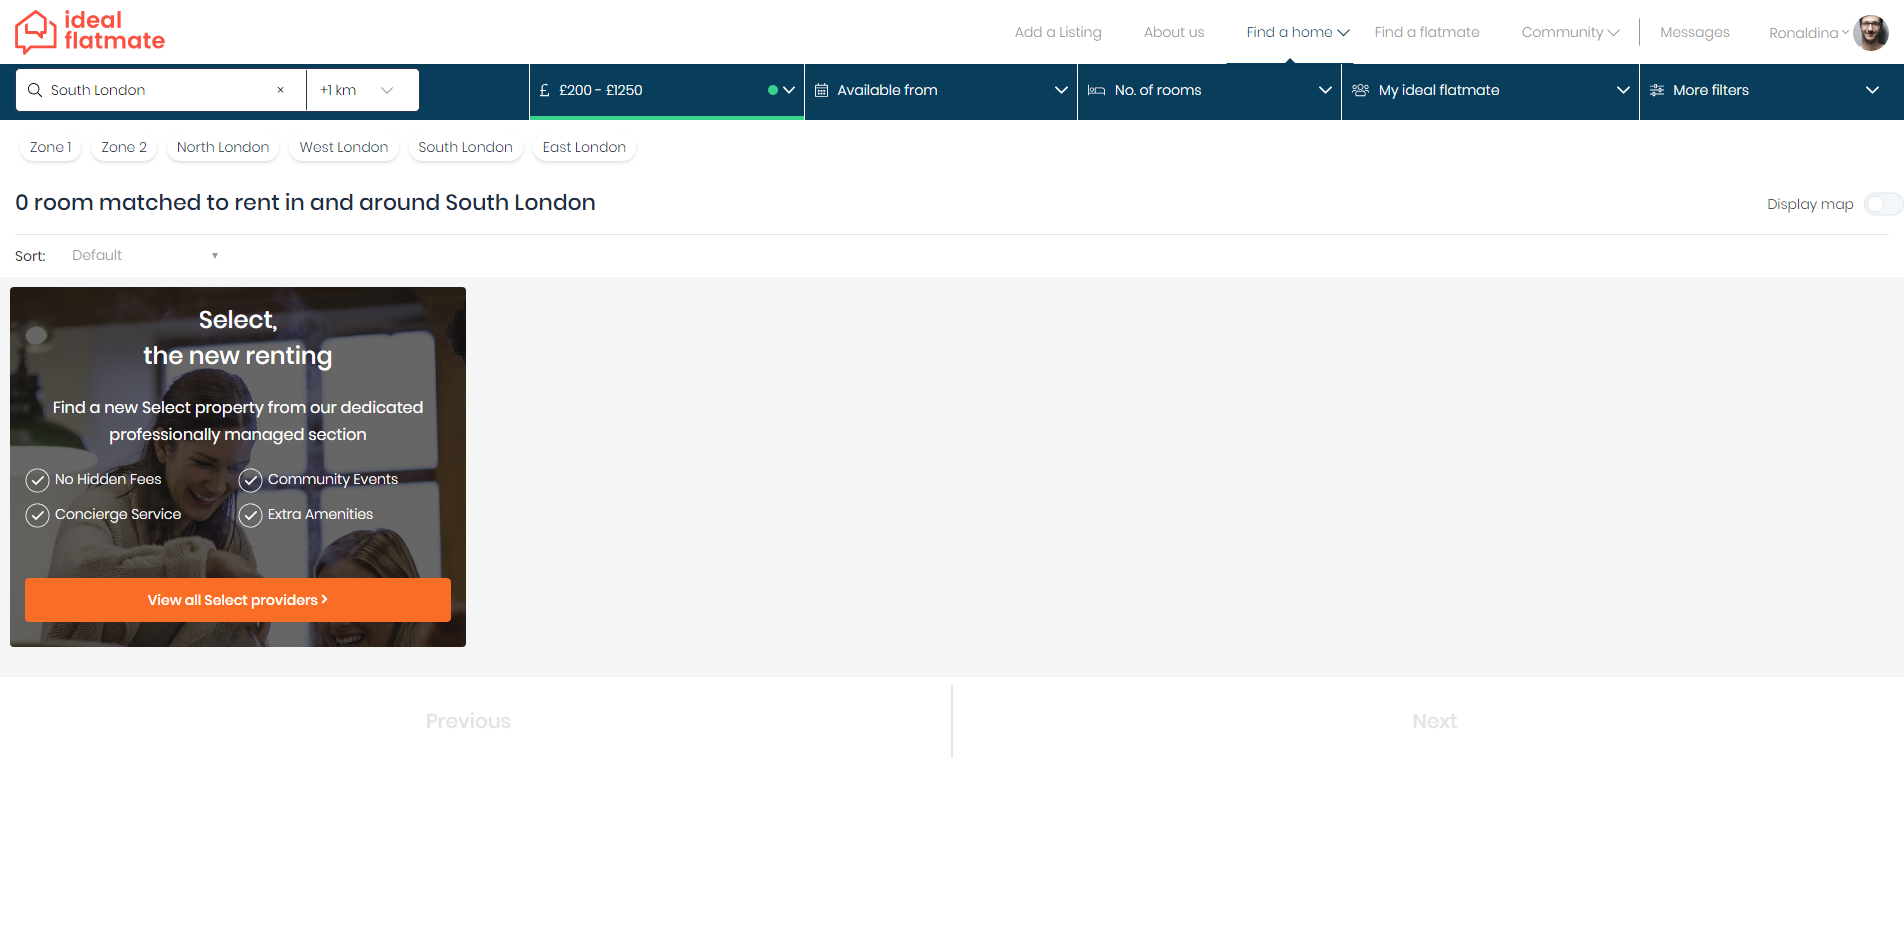 ideal
flatmate
Add a Listing
About us
Find a home
Find a flatmate
Community
Messages
Ronaldina
South London ×
+1 km
£ £200 - £1250
Available from
No. of rooms
My ideal flatmate
More filters
Zone 1
Zone 2
North London
West London
South London
East London
0 room matched to rent in and around South London
Display map
Sort: Default
Select,
the new renting
Find a new Select property from our dedicated
professionally managed section
No Hidden Fees
Community Events
Concierge Service
Extra Amenities
View all Select providers
Previous
Next